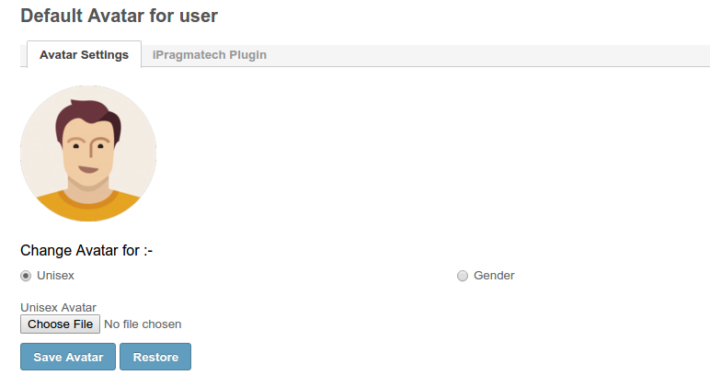 Default Avatar for user
Avatar Settings iPragmatech Plugin
Change Avatar for :-
Unisex Gender
Unisex Avatar
Choose File No file chosen
Save Avatar Restore